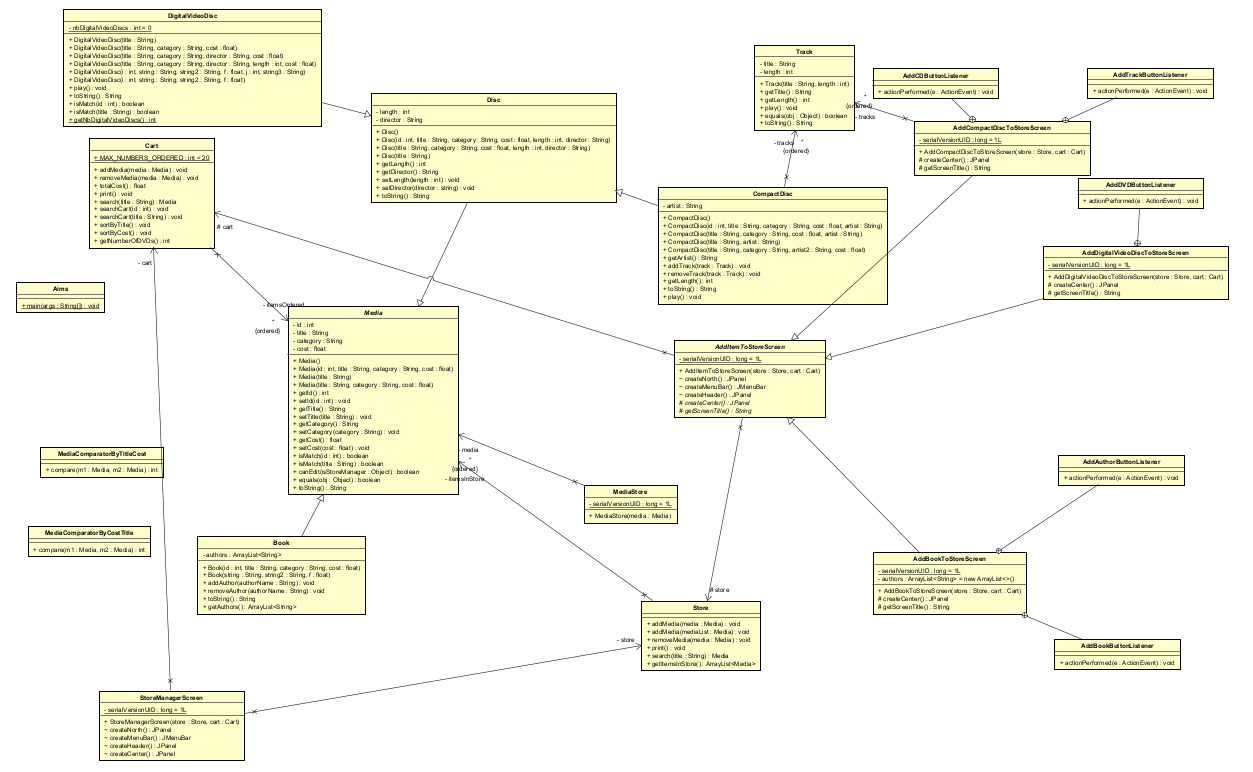 DigitalVideoDisc
- nbDigitalVideoDiscs : int = 0
+ DigitalVideoDisc(title : String)
+ DigitalVideoDisc(title : String, category : String, cost : float)
+ DigitalVideoDisc(title : String, category : String, director : String, cost : float)
+ DigitalVideoDisc(title : String, category : String, director : String, length : int, cost : float)
+ DigitalVideoDisc(i : int, string : String, string2 : String, f : float, j : int, string3 : String)
+ DigitalVideoDisc(i : int, string : String, string2 : String, f : float)
+ play() : void
+ toString() : String
+ isMatch(id : int) : boolean
+ isMatch(title : String) : boolean
+ getNbDigitalVideoDiscs() : int
Disc
- length : int
- director : String
+ Disc()
+ Disc(id : int, title : String, category : String, cost : float, length : int, director : String)
+ Disc(title : String, category : String, cost : float, length : int, director : String)
+ Disc(title : String)
+ getLength() : int
+ getDirector() : String
+ setLength(length : int) : void
+ setDirector(director : string) : void
+ toString() : String
Track
- title : String
- length : int
+ Track(title : String, length : int)
+ getTitle() : String
+ getLength() : int
+ play() : void
+ equals(obj : Object) : boolean
+ toString() : String
*
{ordered}
- tracks
AddCDButtonListener
+ actionPerformed(e : ActionEvent) : void
AddTrackButtonListener
+ actionPerformed(e : ActionEvent) : void
AddCompactDiscToStoreScreen
- serialVersionUID : long = 1L
+ AddCompactDiscToStoreScreen(store : Store, cart : Cart)
# createCenter() : JPanel
# getScreenTitle() : String
AddDVDButtonListener
+ actionPerformed(e : ActionEvent) : void
AddDigitalVideoDiscToStoreScreen
- serialVersionUID : long = 1L
+ AddDigitalVideoDiscToStoreScreen(store : Store, cart : Cart)
# createCenter() : JPanel
# getScreenTitle() : String
- tracks
*
{ordered}
CompactDisc
- artist : String
+ CompactDisc()
+ CompactDisc(id : int, title : String, category : String, cost : float, artist : String)
+ CompactDisc(title : String, category : String, cost : float, artist : String)
+ CompactDisc(title : String, artist : String)
+ CompactDisc(title : String, category : String, artist2 : String, cost : float)
+ getArtist() : String
+ addTrack(track : Track) : void
+ removeTrack(track : Track) : void
+ getLength() : int
+ toString() : String
+ play() : void
Cart
+ MAX_NUMBERS_ORDERED : int = 20
+ addMedia(media : Media) : void
+ removeMedia(media : Media) : void
+ totalCost() : float
+ print() : void
+ search(title : String) : Media
+ searchCart(id : int) : void
+ searchCart(title : String) : void
+ sortByTitle() : void
+ sortByCost() : void
+ getNumberOfDVDs() : int
# cart
- cart
Aims
+ main(args : String[]) : void
- itemsOrdered
*
{ordered}
Media
- id : int
- title : String
- category : String
- cost : float
+ Media()
+ Media(id : int, title : String, category : String, cost : float)
+ Media(title : String)
+ Media(title : String, category : String, cost : float)
+ getId() : int
+ setId(id : int) : void
+ getTitle() : String
+ setTitle(title : String) : void
+ getCategory() : String
+ setCategory(category : String) : void
+ getCost() : float
+ setCost(cost : float) : void
+ isMatch(id : int) : boolean
+ isMatch(title : String) : boolean
+ canEdit(isStoreManager : Object) : boolean
+ equals(obj : Object) : boolean
+ toString() : String
- media
*
{ordered}
- itemsInStore
AddItemToStoreScreen
- serialVersionUID : long = 1L
+ AddItemToStoreScreen(store : Store, cart : Cart)
~ createNorth() : JPanel
~ createMenuBar() : JMenuBar
~ createHeader() : JPanel
# createCenter() : JPanel
# getScreenTitle() : String
MediaComparatorByTitleCost
+ compare(m1 : Media, m2 : Media) : int
MediaComparatorByCostTitle
+ compare(m1 : Media, m2 : Media) : int
MediaStore
- serialVersionUID : long = 1L
+ MediaStore(media : Media)
Book
- authors : ArrayList<String>
+ Book(id : int, title : String, category : String, cost : float)
+ Book(string : String, string2 : String, f : float)
+ addAuthor(authorName : String) : void
+ removeAuthor(authorName : String) : void
+ toString() : String
+ getAuthors() : ArrayList<String>
AddAuthorButtonListener
+ actionPerformed(e : ActionEvent) : void
AddBookToStoreScreen
- serialVersionUID : long = 1L
- authors : ArrayList<String> = new ArrayList<>()
+ AddBookToStoreScreen(store : Store, cart : Cart)
# createCenter() : JPanel
# getScreenTitle() : String
AddBookButtonListener
+ actionPerformed(e : ActionEvent) : void
# store
- store
Store
+ addMedia(media : Media) : void
+ addMedia(mediaList : Media) : void
+ removeMedia(media : Media) : void
+ print() : void
+ search(title : String) : Media
+ getItemsInStore() : ArrayList<Media>
StoreManagerScreen
- serialVersionUID : long = 1L
+ StoreManagerScreen(store : Store, cart : Cart)
~ createNorth() : JPanel
~ createMenuBar() : JMenuBar
~ createHeader() : JPanel
~ createCenter() : JPanel